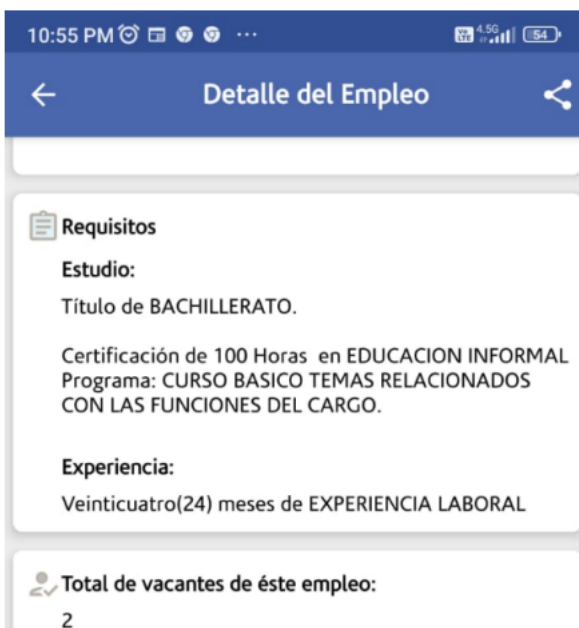 10:55 PM ... Vo LTE 4.5G 54
Detalle del Empleo
Requisitos
Estudio:
Título de BACHILLERATO.
Certificación de 100 Horas en EDUCACION INFORMAL
Programa: CURSO BASICO TEMAS RELACIONADOS
CON LAS FUNCIONES DEL CARGO.
Experiencia:
Veinticuatro(24) meses de EXPERIENCIA LABORAL
Total de vacantes de éste empleo:
2